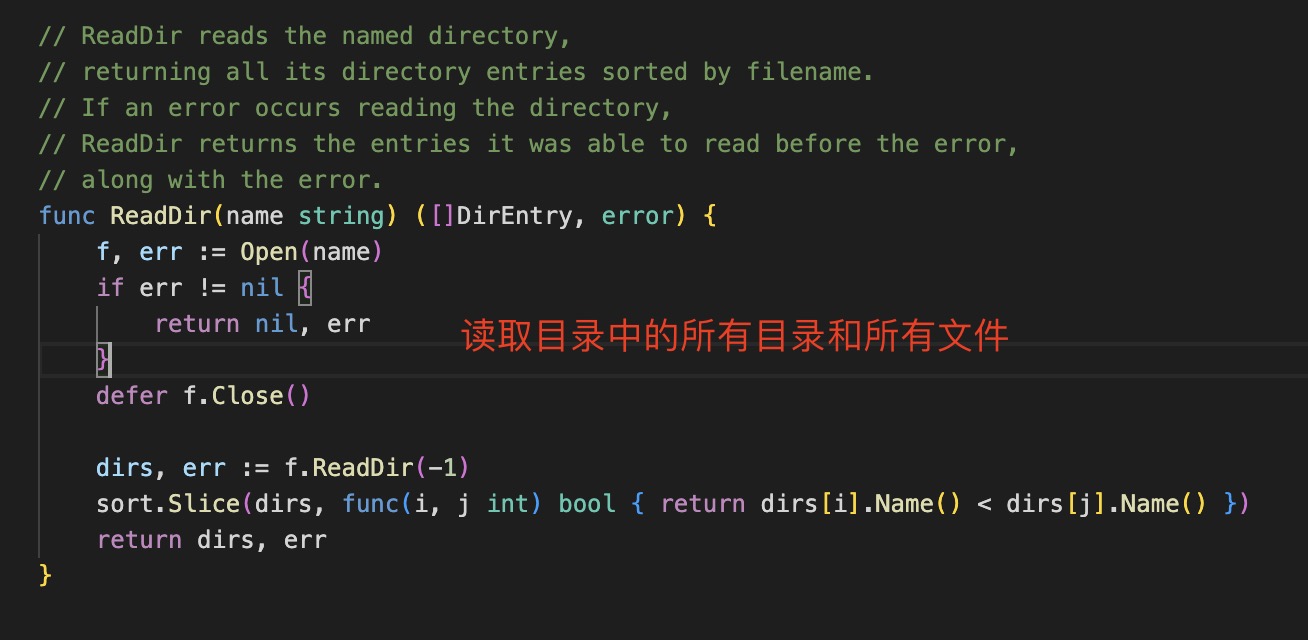 // ReadDir reads the named directory,
// returning all its directory entries sorted by filename.
// If an error occurs reading the directory,
// ReadDir returns the entries it was able to read before the error,
// along with the error.
func ReadDir(name string) ([]DirEntry, error) {
    f, err := Open(name)
    if err != nil {
        return nil, err
读取目录中的所有目录和所有文件
    }
    defer f.Close()

    dirs, err := f.ReadDir(-1)
    sort.Slice(dirs, func(i, j int) bool { return dirs[i].Name() < dirs[j].Name() })
    return dirs, err
}